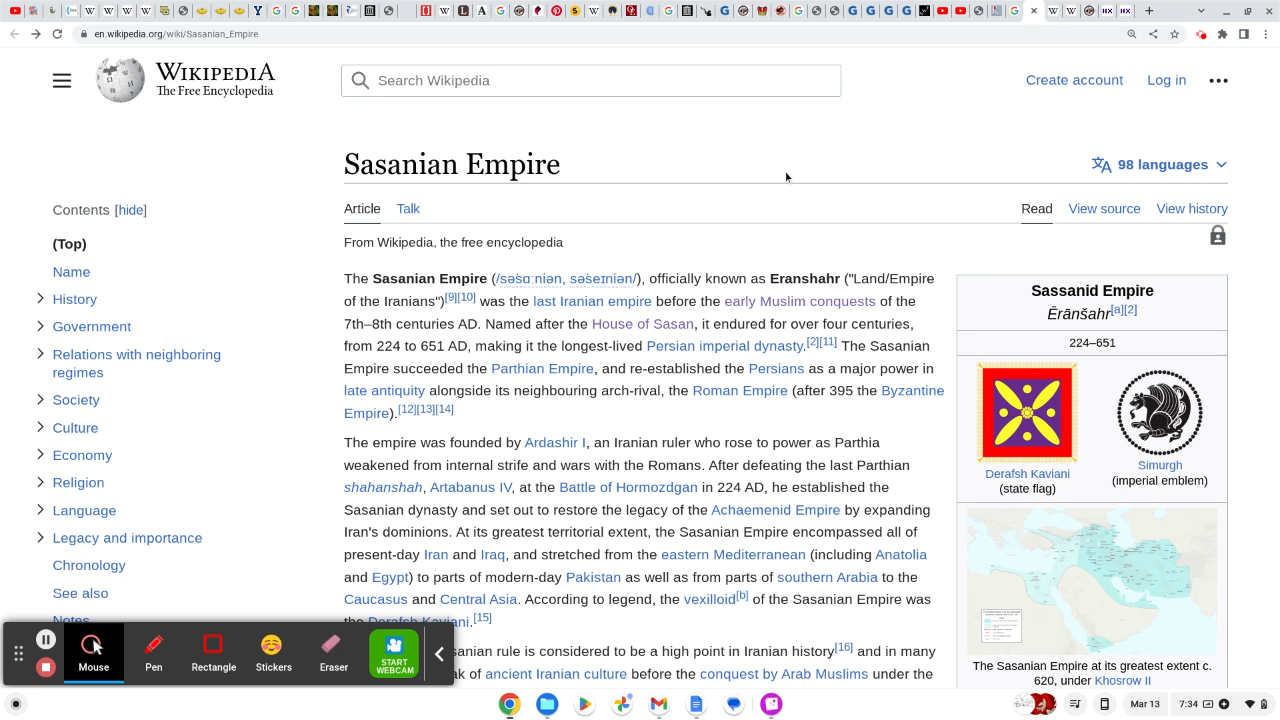 en.wikipedia.org/wiki/Sasanian_Empire
WIKIPEDIA
The Free Encyclopedia
Search Wikipedia
Create account
Log in
Sasanian Empire
98 languages
Contents [hide]
Article
Talk
Read
View source
View history
(Top)
From Wikipedia, the free encyclopedia
Name
History
Government
Relations with neighboring
regimes
Society
Culture
Economy
Religion
Language
Legacy and importance
Chronology
See also
Notes
The Sasanian Empire (/səsɑːniən, səseɪniən/), officially known as Eranshahr ("Land/Empire
of the Iranians")[9][10] was the last Iranian empire before the early Muslim conquests of the
7th–8th centuries AD. Named after the House of Sasan, it endured for over four centuries,
from 224 to 651 AD, making it the longest-lived Persian imperial dynasty.[2][11] The Sasanian
Empire succeeded the Parthian Empire, and re-established the Persians as a major power in
late antiquity alongside its neighbouring arch-rival, the Roman Empire (after 395 the Byzantine
Empire).[12][13][14]
The empire was founded by Ardashir I, an Iranian ruler who rose to power as Parthia
weakened from internal strife and wars with the Romans. After defeating the last Parthian
shahanshah, Artabanus IV, at the Battle of Hormozdgan in 224 AD, he established the
Sasanian dynasty and set out to restore the legacy of the Achaemenid Empire by expanding
Iran's dominions. At its greatest territorial extent, the Sasanian Empire encompassed all of
present-day Iran and Iraq, and stretched from the eastern Mediterranean (including Anatolia
and Egypt) to parts of modern-day Pakistan as well as from parts of southern Arabia to the
Caucasus and Central Asia. According to legend, the vexilloid[b] of the Sasanian Empire was
the Derafsh Kaviani.[15]
rule is considered to be a high point in Iranian history[16] and in many
of ancient Iranian culture before the conquest by Arab Muslims under the
Sassanid Empire
Ērānšahr[a][2]
224–651
Derafsh Kaviani
(state flag)
Simurgh
(imperial emblem)
The Sasanian Empire at its greatest extent c.
620, under Khosrow II
Mouse
Pen
Rectangle
Stickers
Eraser
START
WEBCAM
Mar 13
7:34